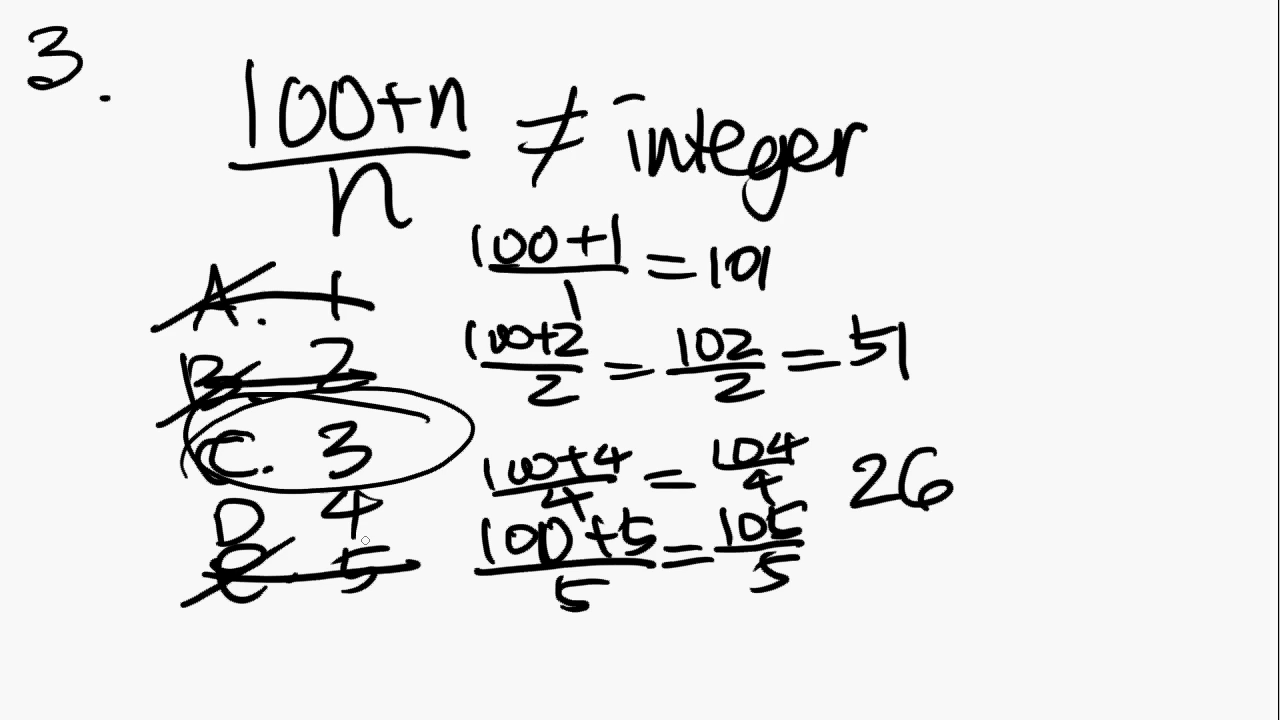 3.
100+n / n ≠ integer
A. 1
100+1 / 1 = 101
B. 2
100+2 / 2 = 102 / 2 = 51
C. 3
100+4 / 4 = 104 / 4 26
D 4
100+5 / 5 = 105 / 5
e. 5